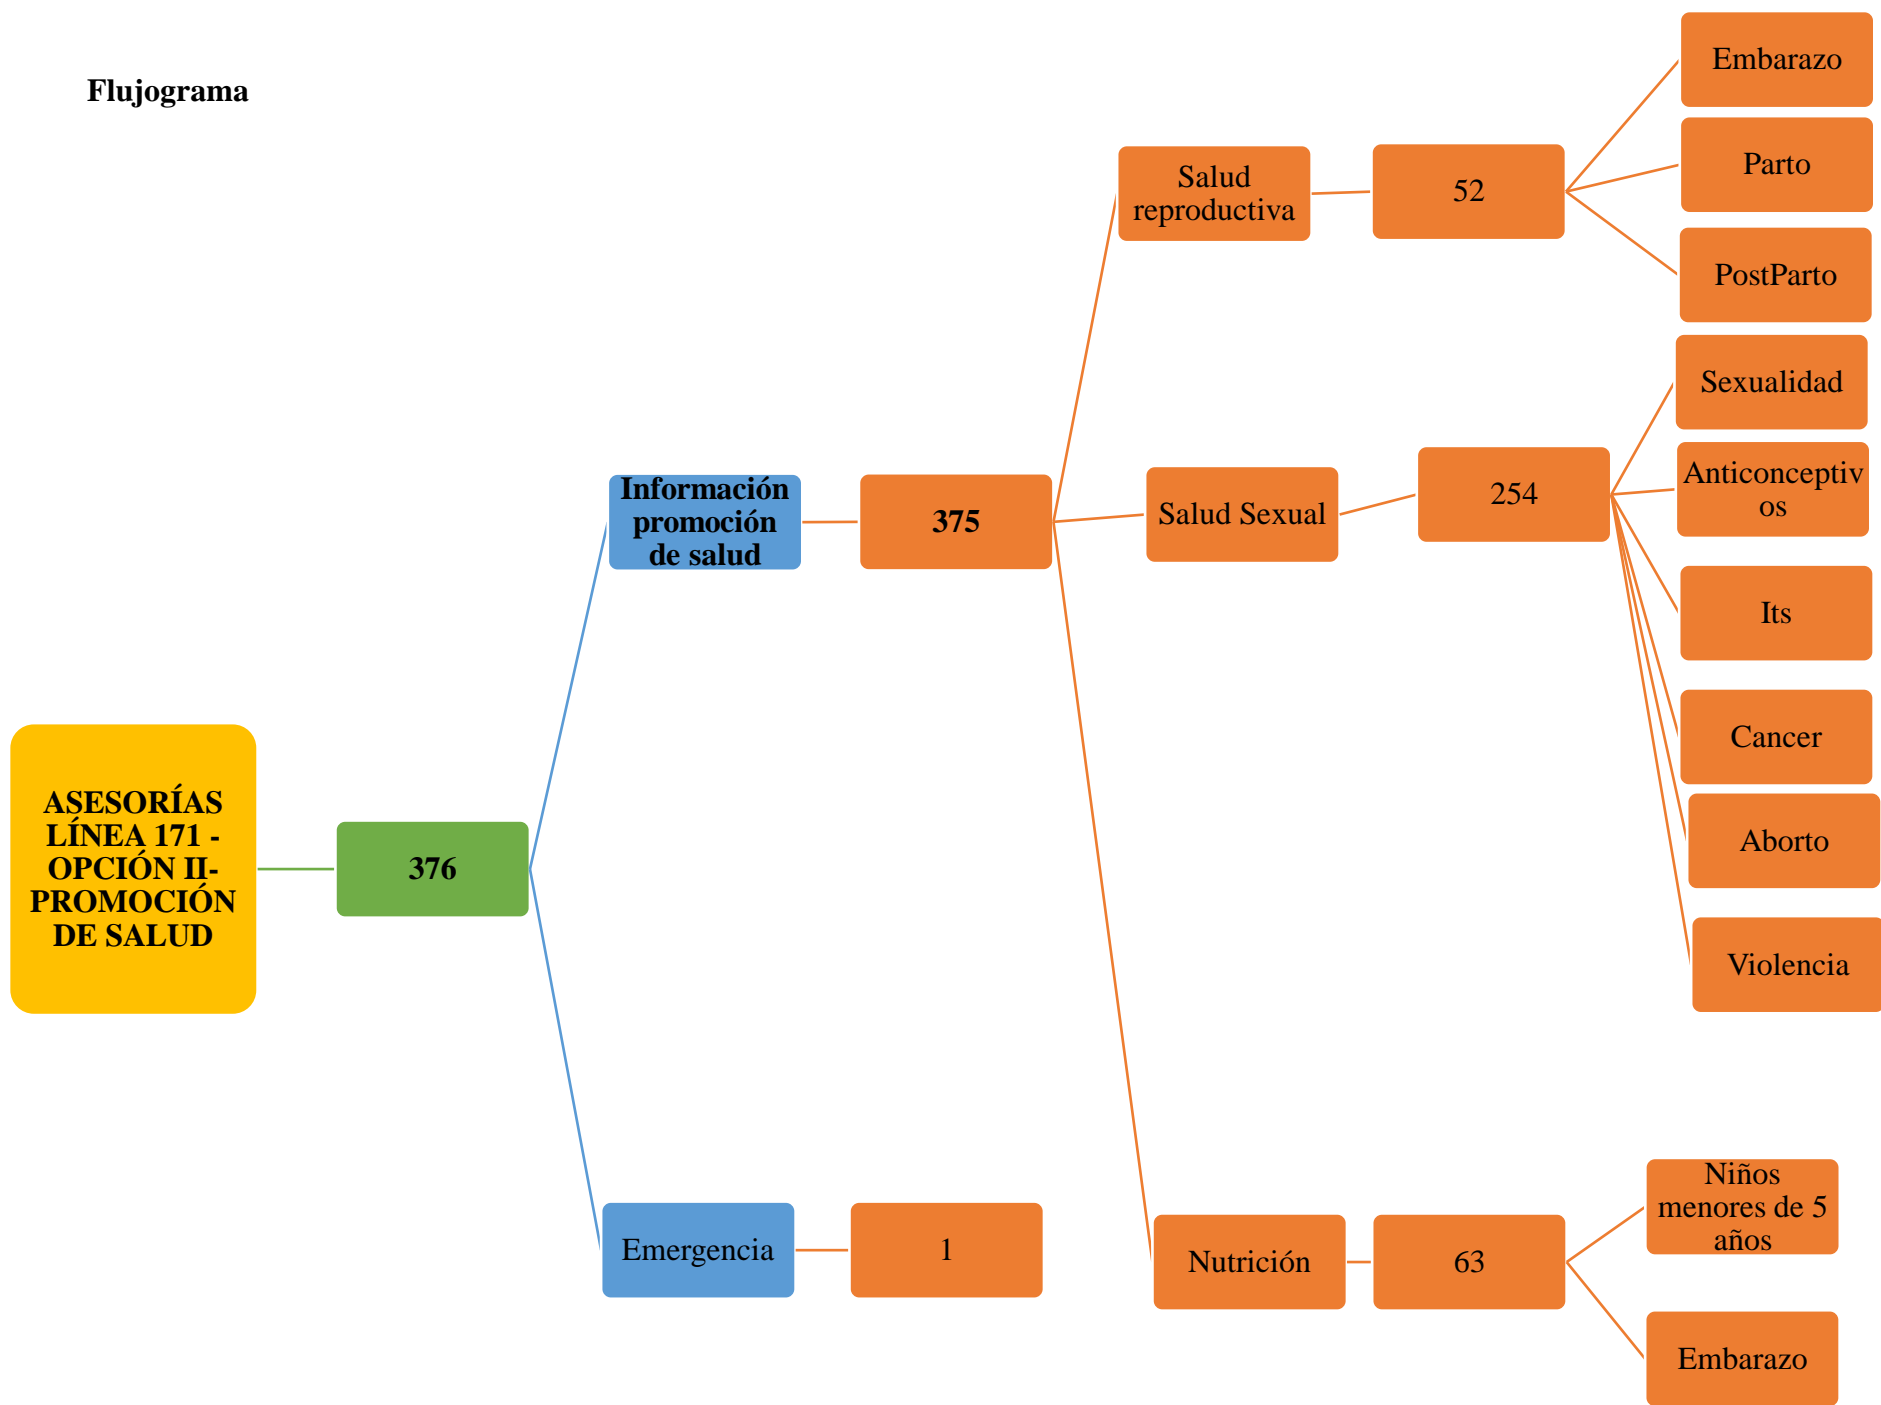 Flujograma
ASESORÍAS
LÍNEA 171 -
OPCIÓN II-
PROMOCIÓN
DE SALUD
376
Información
promoción
de salud
375
Salud
reproductiva
52
Embarazo
Parto
PostParto
Salud Sexual
254
Sexualidad
Anticonceptiv
os
Its
Cancer
Aborto
Violencia
Nutrición
63
Niños
menores de 5
años
Embarazo
Emergencia
1